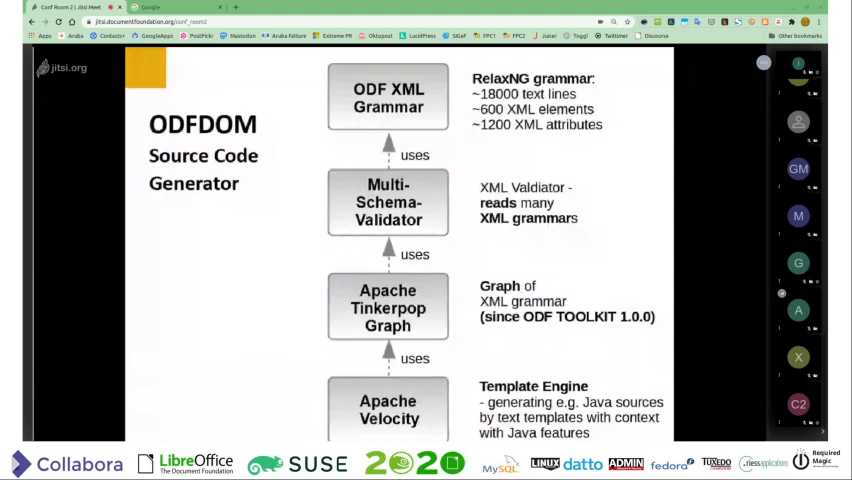 Conf Room 2 | Jitsi Meet
Google
jitsi.documentfoundation.org/conf_room2
Apps
Aruba
Contacts+
GoogleApps
PostPickr
Mastodon
Aruba Fatture
Extreme PR
Oktopost
LucidPress
SIGef
FPC1
FPC2
Juicer
Toggl
Twittimer
Discourse
Other bookmarks
jitsi.org
ODFDOM
Source Code
Generator
ODF XML
Grammar
RelaxNG grammar:
~18000 text lines
~600 XML elements
~1200 XML attributes
uses
Multi-
Schema-
Validator
XML Valdiator -
reads many
XML grammars
uses
Apache
Tinkerpop
Graph
Graph of
XML grammar
(since ODF TOOLKIT 1.0.0)
uses
Apache
Velocity
Template Engine
- generating e.g. Java sources
by text templates with context
with Java features
I
GM
M
G
A
X
C2
Collabora
LibreOffice
The Document Foundation
SUSE
2020
MySQL
LINUX
datto
ADMIN
fedora
TUXEDO
riessapplications
Required
Magic